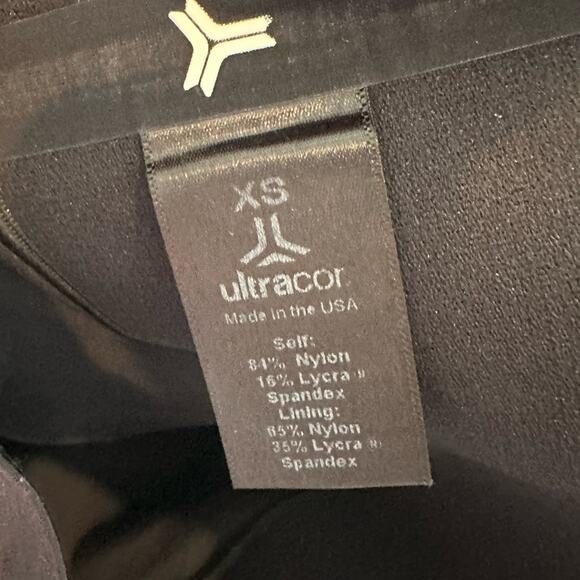 XS
ultracor.
Made in the USA
Self:
84% Nylon
16% Lycra ®
Spandex
Lining:
65% Nylon
35% Lycra ®
Spandex